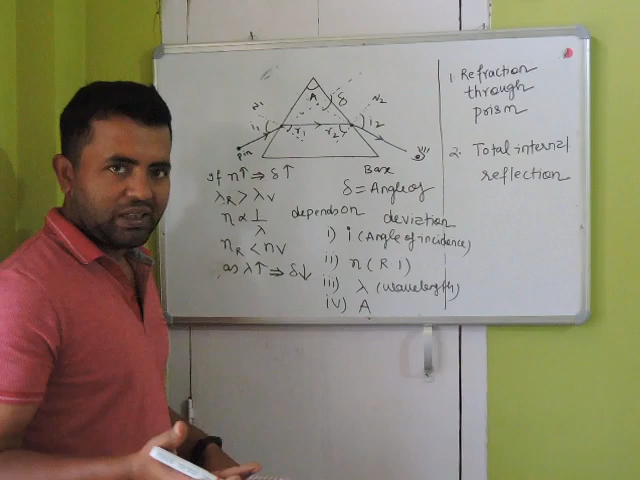 A
δ
N1
N2
i1
r1
r2
i2
Pin
Base
If n↑ ⇒ δ↑
λR > λV
n ∝ 1/λ
nR < nV
as λ↑ ⇒ δ↓
δ = Angle of
deviation
depends on
i) i (Angle of incidence)
ii) n (R I)
iii) λ (wavelength)
iv) A
1. Refraction
through
prism
2. Total internal
reflection